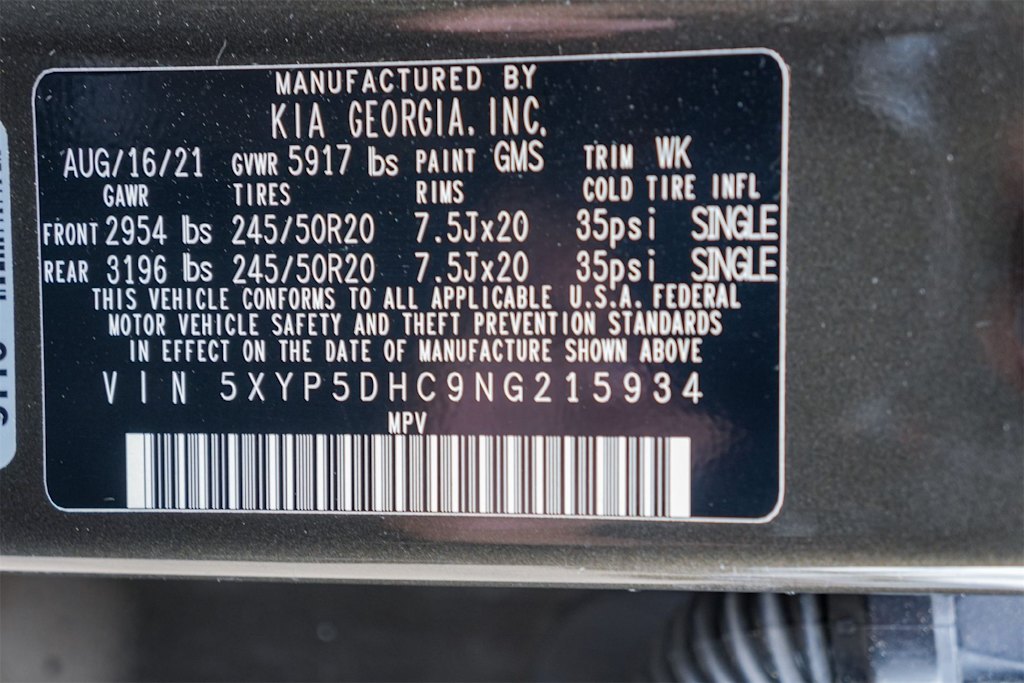 MANUFACTURED BY
KIA GEORGIA, INC.
AUG/16/21 GVWR 5917 lbs PAINT GMS TRIM WK
GAWR TIRES RIMS COLD TIRE INFL
FRONT 2954 lbs 245/50R20 7.5Jx20 35psi SINGLE
REAR 3196 lbs 245/50R20 7.5Jx20 35psi SINGLE
THIS VEHICLE CONFORMS TO ALL APPLICABLE U.S.A. FEDERAL
MOTOR VEHICLE SAFETY AND THEFT PREVENTION STANDARDS
IN EFFECT ON THE DATE OF MANUFACTURE SHOWN ABOVE
VIN 5XYP5DHC9NG215934
MPV